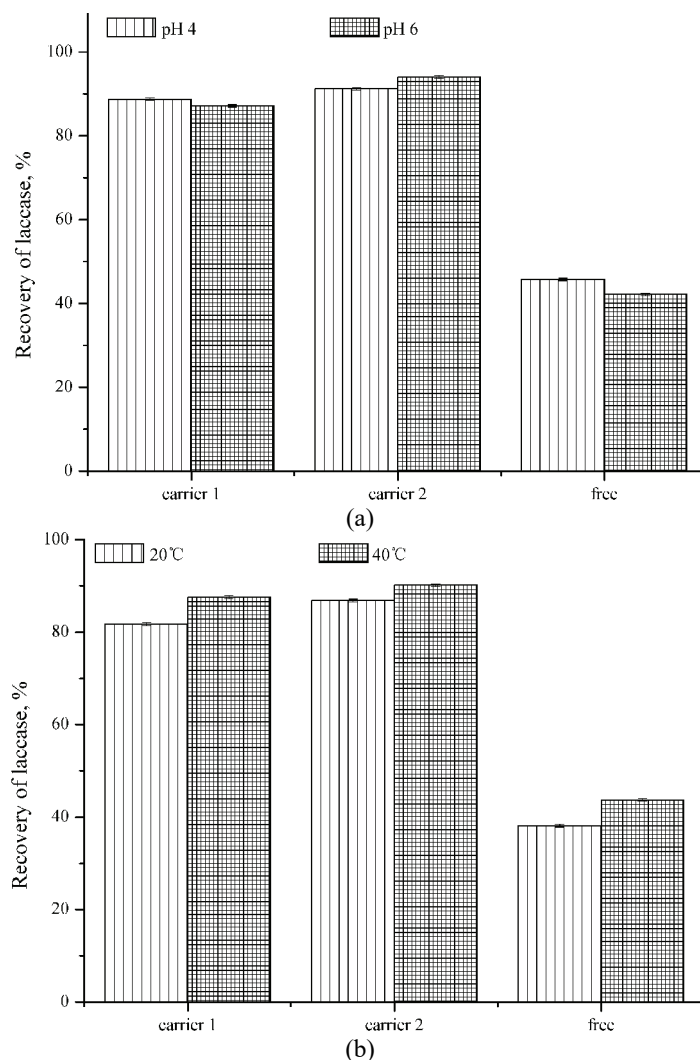 pH 4
pH 6
100
80
60
40
20
0
Recovery of laccase, %
carrier 1
carrier 2
free
(a)
20℃
40℃
100
80
60
40
20
0
Recovery of laccase, %
carrier 1
carrier 2
free
(b)